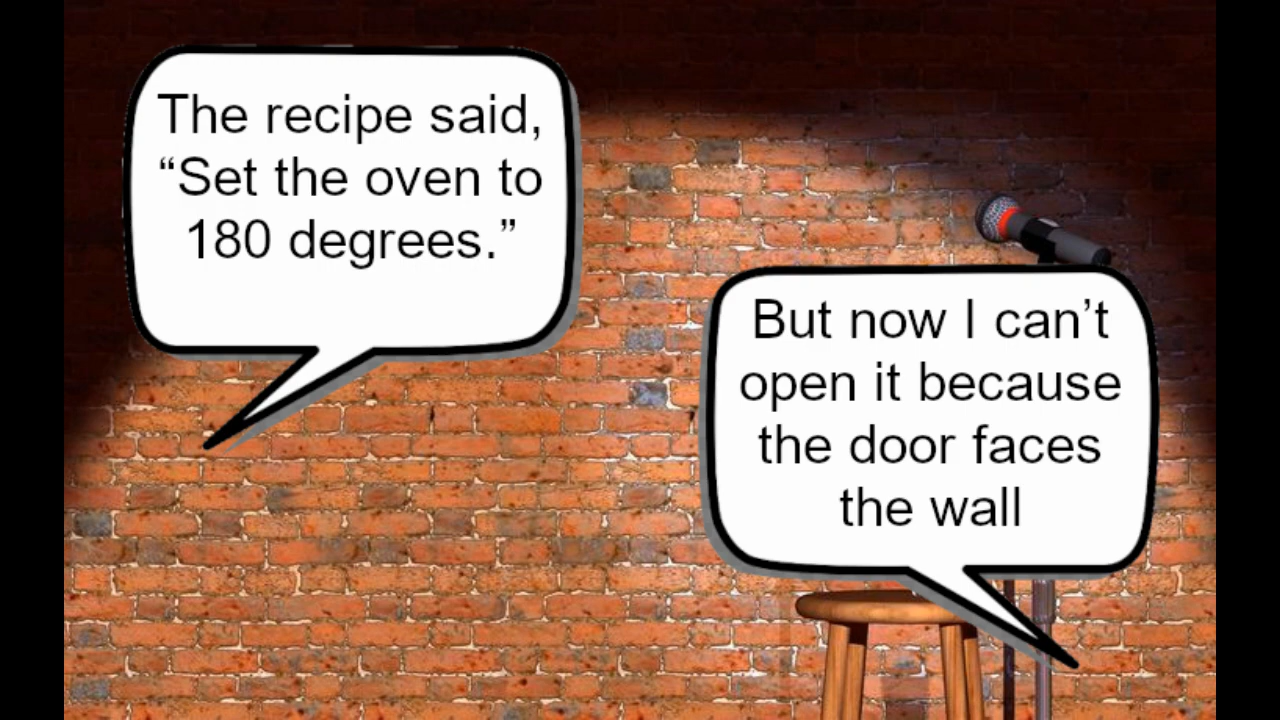 The recipe said,
“Set the oven to
180 degrees.”
But now I can’t
open it because
the door faces
the wall